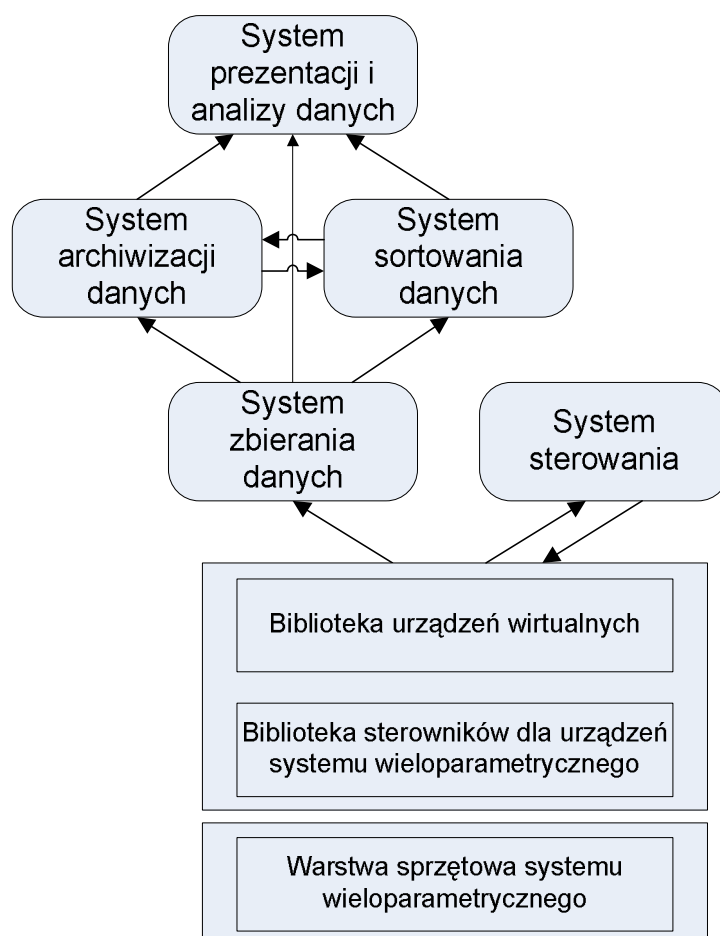 System
prezentacji i
analizy danych
System
archiwizacji
danych
System
sortowania
danych
System
zbierania
danych
System
sterowania
Biblioteka urządzeń wirtualnych
Biblioteka sterowników dla urządzeń
systemu wieloparametrycznego
Warstwa sprzętowa systemu
wieloparametrycznego